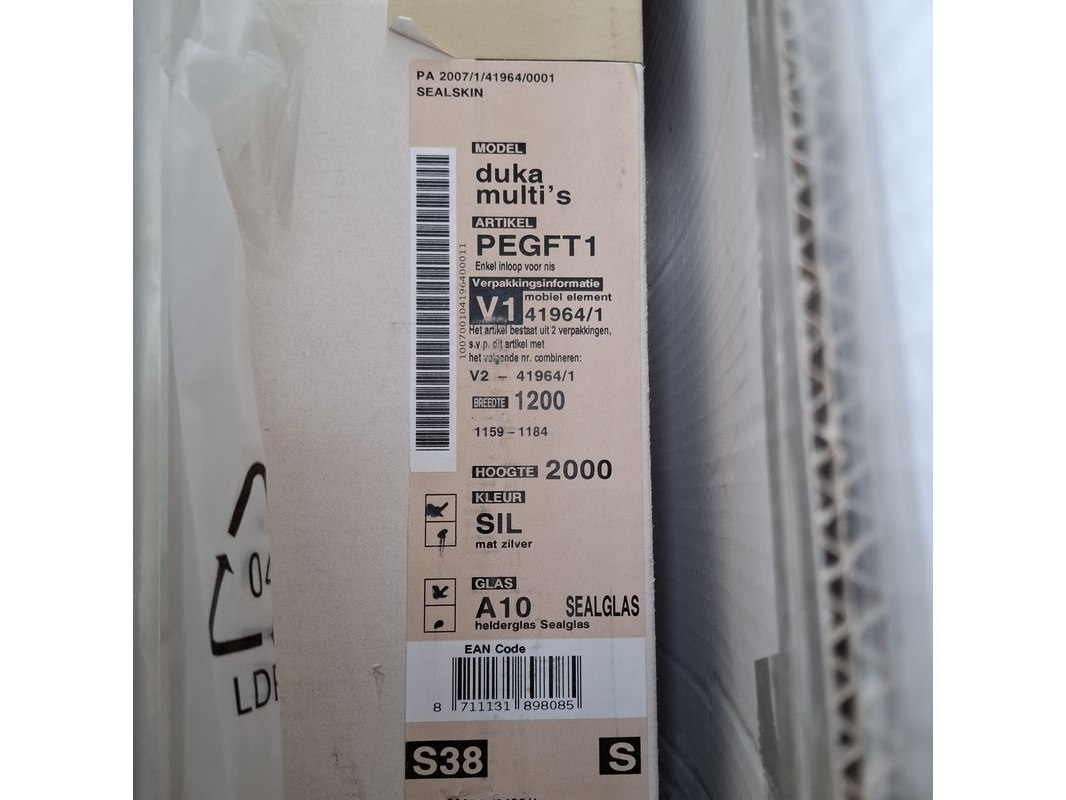 PA 2007/1/41964/0001
SEALSKIN
MODEL
duka
multi's
ARTIKEL
PEGFT1
Enkel inloop voor nis
Verpakkingsinformatie
V1 mobiel element
41964/1
Het artikel bestaat uit 2 verpakkingen,
s.v.p. dit artikel met
het volgende nr. combineren:
V2 - 41964/1
BREEDTE 1200
1159-1184
HOOGTE 2000
KLEUR
SIL
mat zilver
GLAS
A10 SEALGLAS
helderglas Sealglas
EAN Code
8 711131 898085
S38 S
10070010419640001​1
04